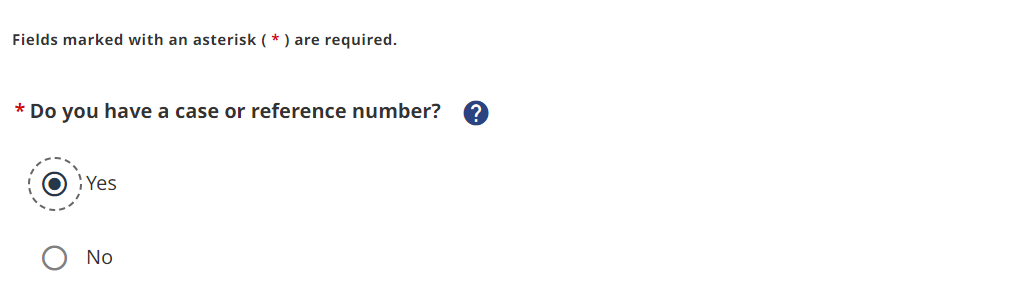 Fields marked with an asterisk ( * ) are required.
* Do you have a case or reference number? ?
Yes
No